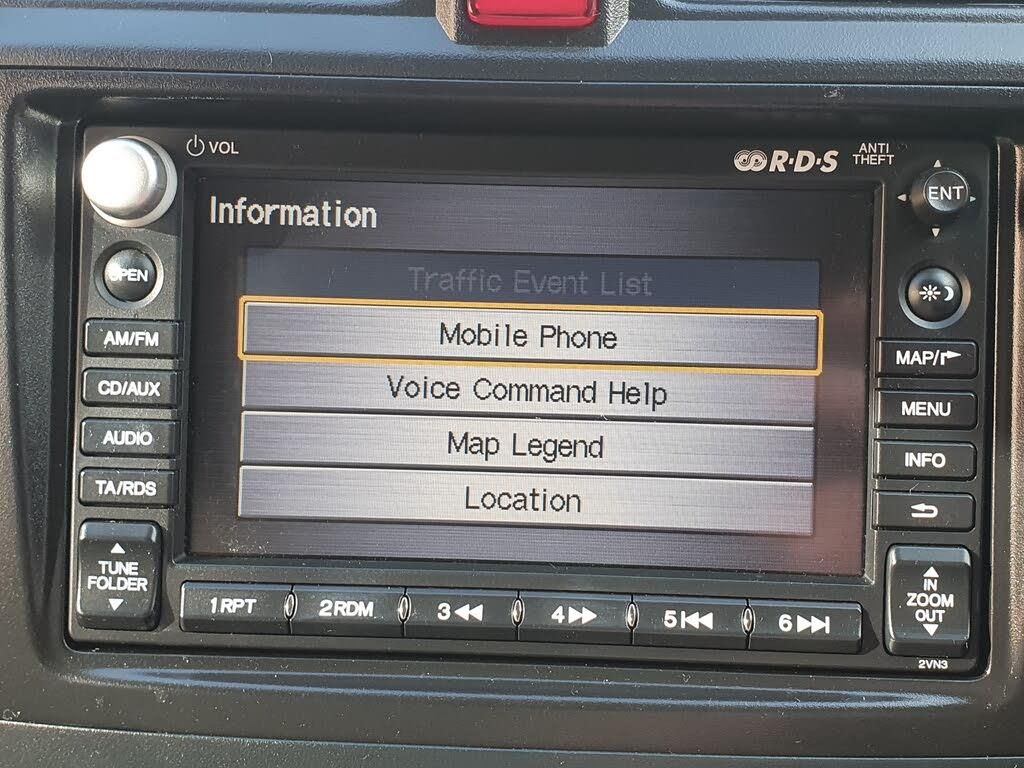 VOL
R·D·S
ANTI
THEFT
ENT
Information
OPEN
Traffic Event List
AM/FM
Mobile Phone
MAP/
CD/AUX
Voice Command Help
MENU
AUDIO
Map Legend
INFO
TA/RDS
Location
TUNE
FOLDER
IN
ZOOM
OUT
1RPT
2RDM
3
4
5
6
2VN3